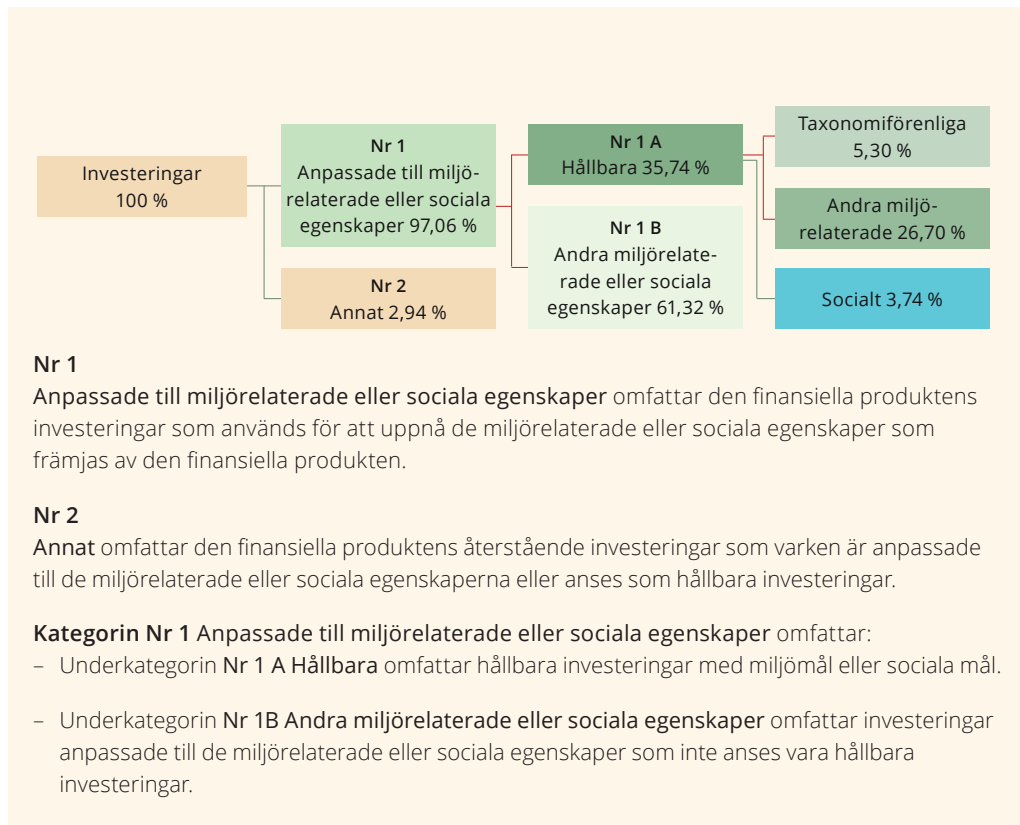 Investeringar
100 %
Nr 1
Anpassade till miljö-
relaterade eller sociala
egenskaper 97,06 %
Nr 2
Annat 2,94 %
Nr 1 A
Hållbara 35,74 %
Nr 1 B
Andra miljörelate-
rade eller sociala
egenskaper 61,32 %
Taxonomiförenliga
5,30 %
Andra miljö-
relaterade 26,70 %
Socialt 3,74 %
Nr 1
Anpassade till miljörelaterade eller sociala egenskaper omfattar den finansiella produktens
investeringar som används för att uppnå de miljörelaterade eller sociala egenskaper som
främjas av den finansiella produkten.
Nr 2
Annat omfattar den finansiella produktens återstående investeringar som varken är anpassade
till de miljörelaterade eller sociala egenskaperna eller anses som hållbara investeringar.
Kategorin Nr 1 Anpassade till miljörelaterade eller sociala egenskaper omfattar:
– Underkategorin Nr 1 A Hållbara omfattar hållbara investeringar med miljömål eller sociala mål.
– Underkategorin Nr 1B Andra miljörelaterade eller sociala egenskaper omfattar investeringar
anpassade till de miljörelaterade eller sociala egenskaper som inte anses vara hållbara
investeringar.